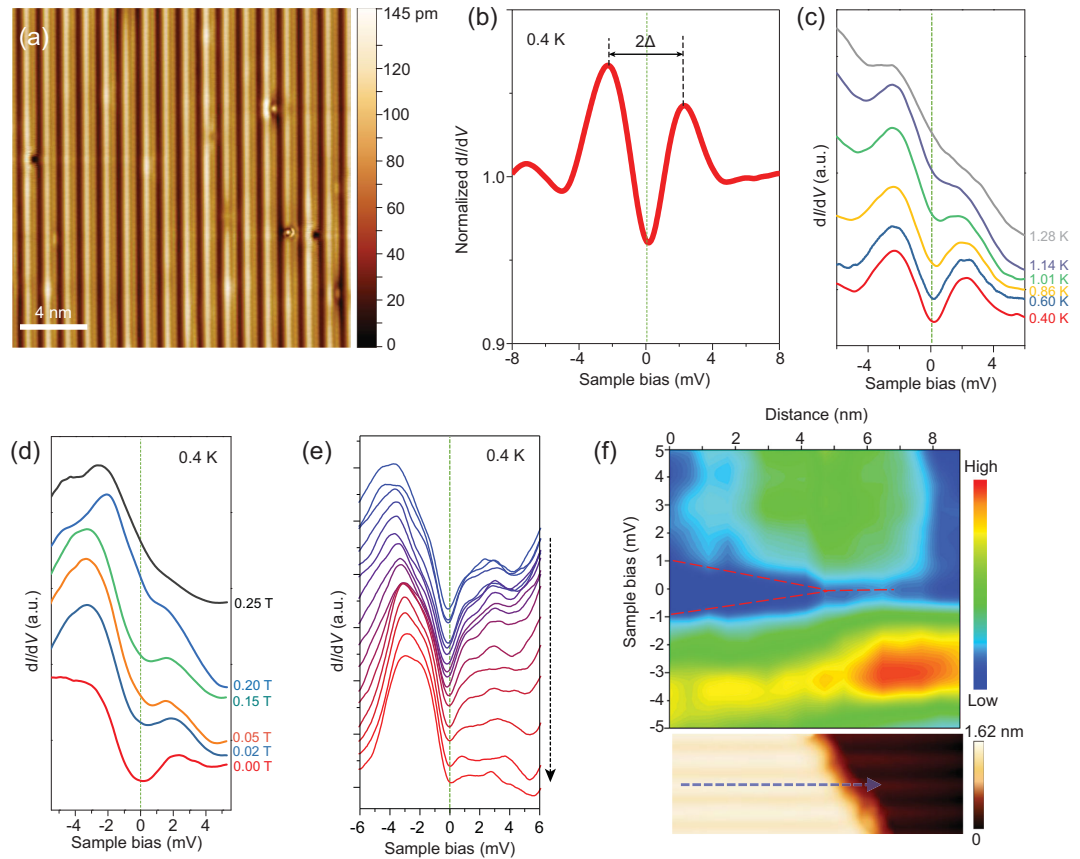 (a)
145 pm
120
100
80
60
40
20
0
4 nm
(b)
0.4 K
2Δ
Normalized dI/dV
1.0
0.9
-8 -4 0 4 8
Sample bias (mV)
(c)
dI/dV (a.u.)
1.28 K
1.14 K
1.01 K
0.86 K
0.60 K
0.40 K
-4 0 4
Sample bias (mV)
(d)
0.4 K
dI/dV (a.u.)
0.25 T
0.20 T
0.15 T
0.05 T
0.02 T
0.00 T
-4 -2 0 2 4
Sample bias (mV)
(e)
0.4 K
dI/dV (a.u.)
-6 -4 -2 0 2 4 6
Sample bias (mV)
(f)
Distance (nm)
0 2 4 6 8
Sample bias (mV)
5
4
3
2
1
0
-1
-2
-3
-4
-5
High
Low
1.62 nm
0